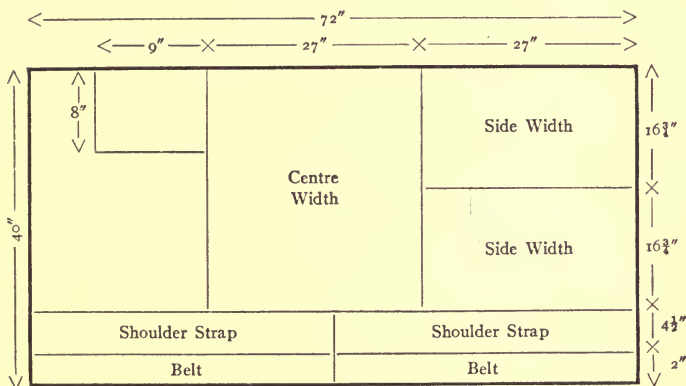 72"
9" 27" 27"
8"
40"
Centre
Width
Side Width
Side Width
16¾"
16¾"
4½"
2"
Shoulder Strap Shoulder Strap
Belt Belt